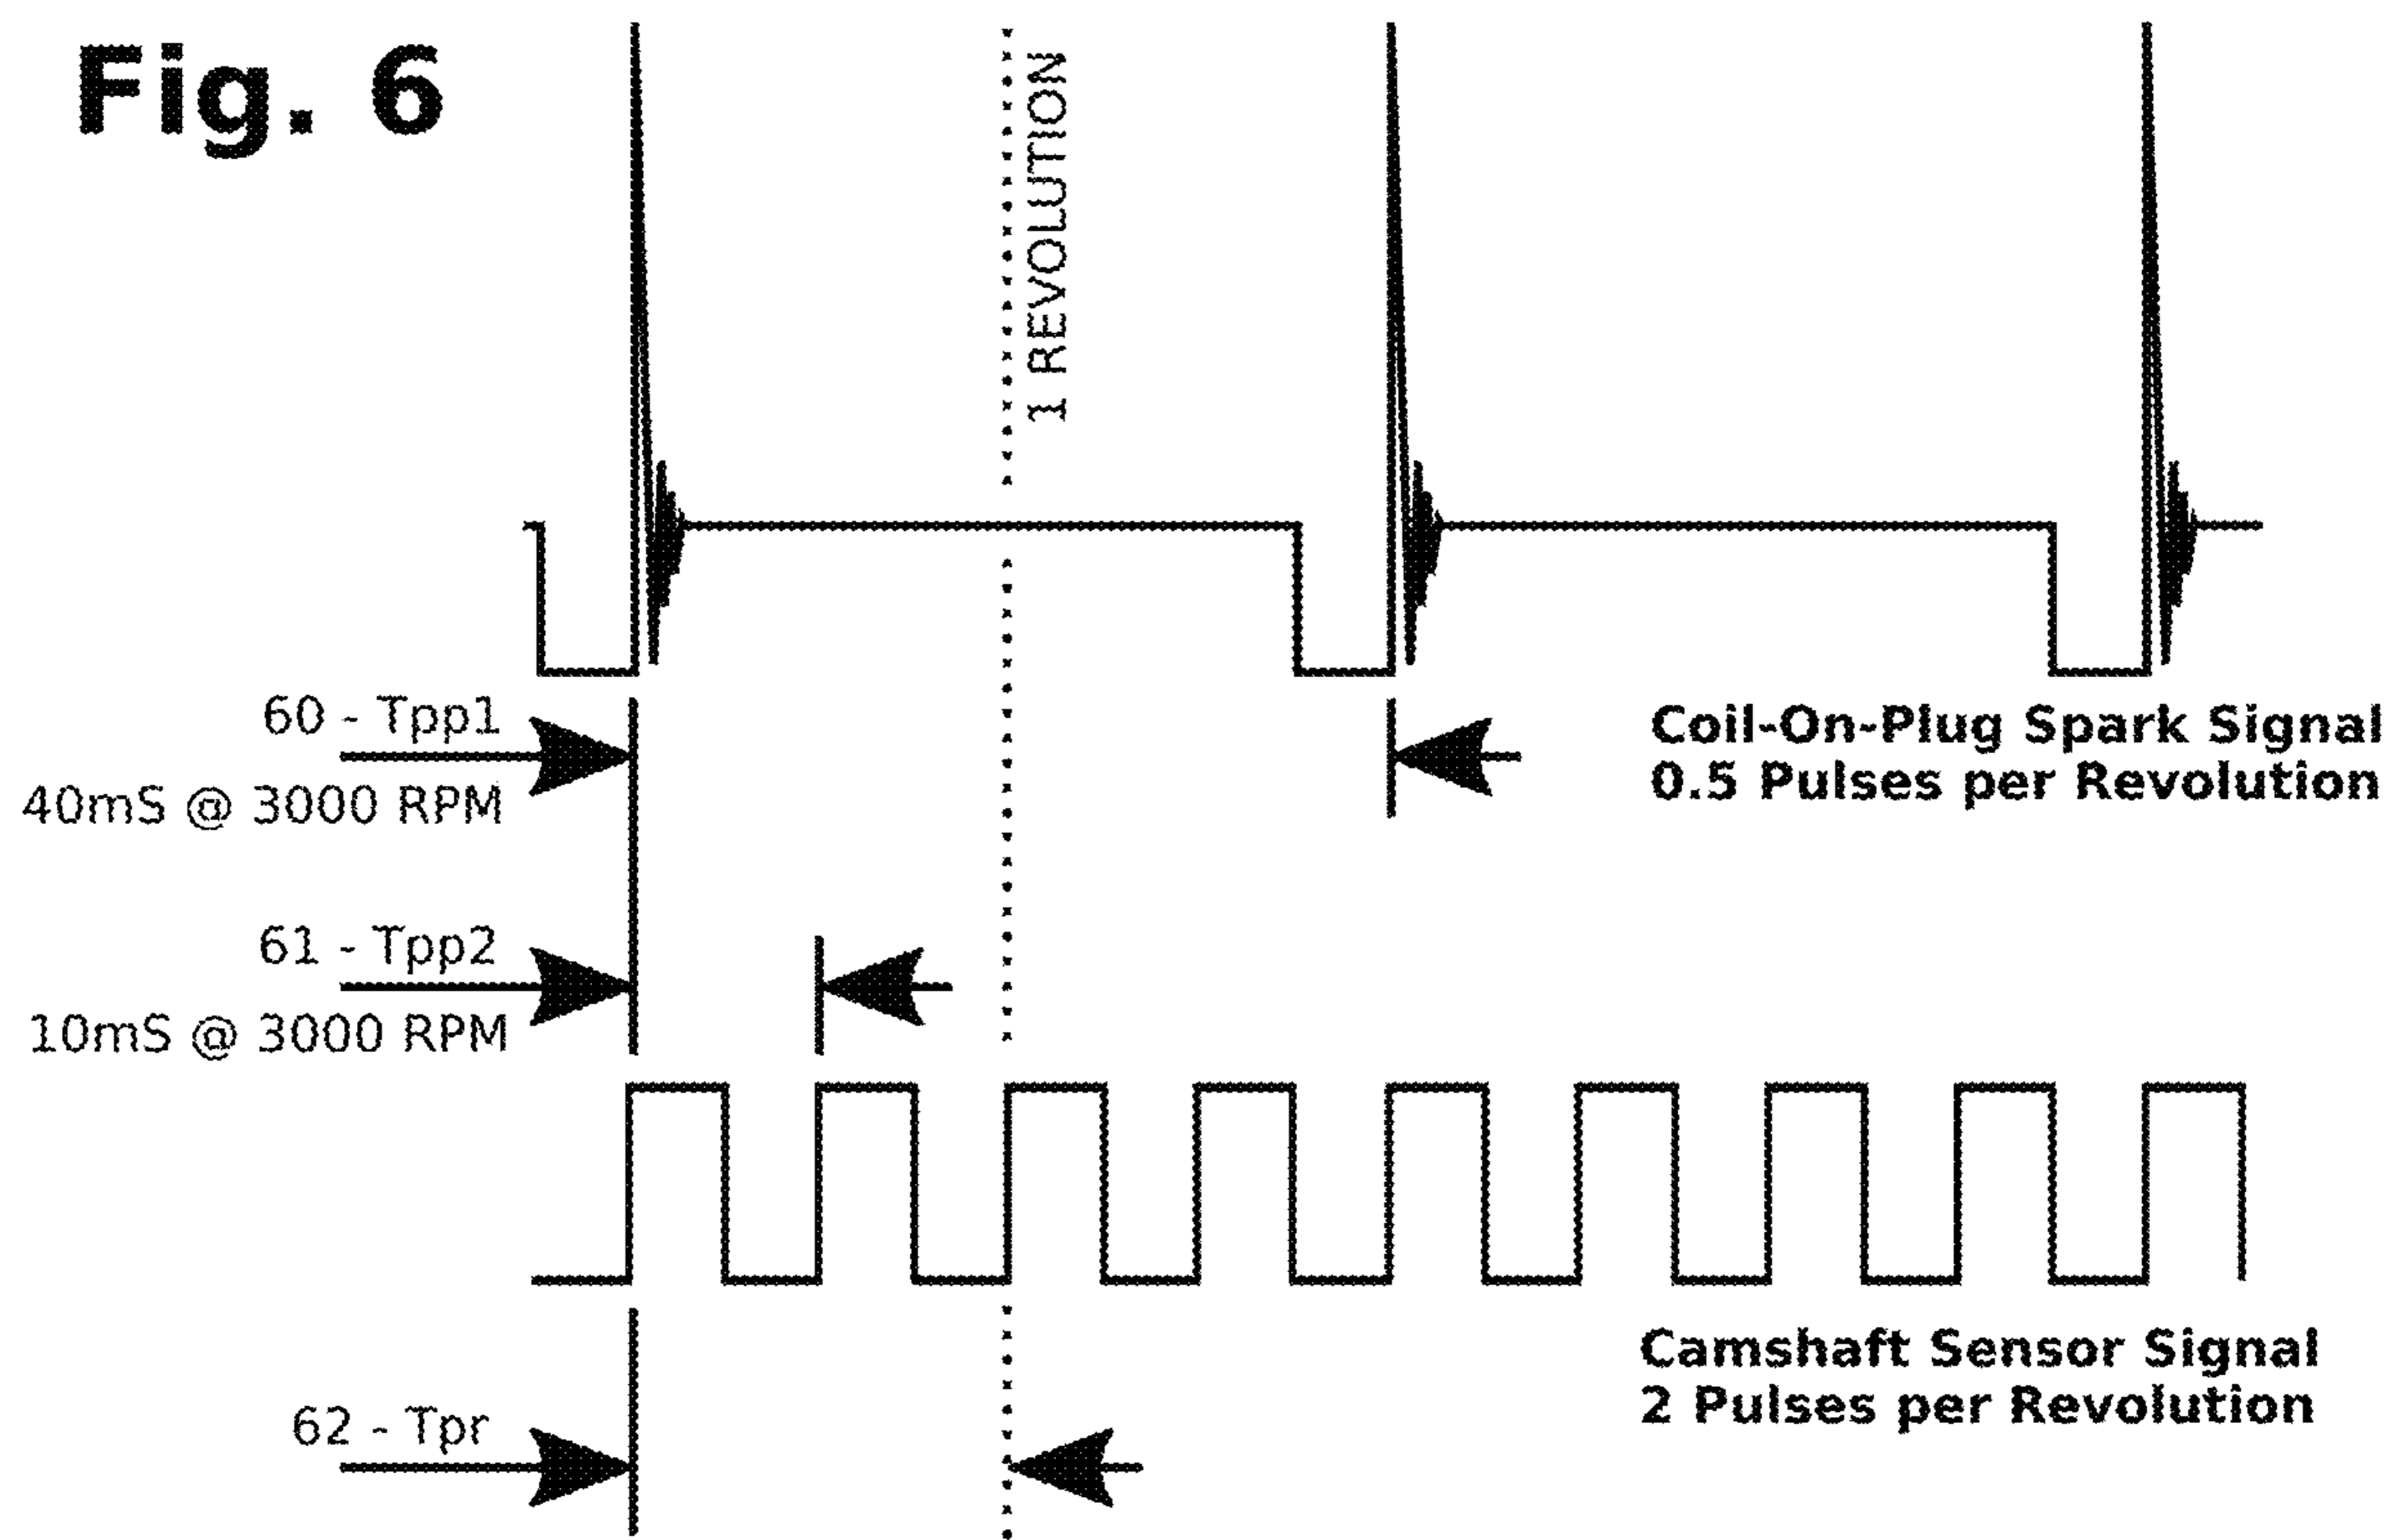 Fig. 6
1 REVOLUTION
60 - Tpp1
40mS @ 3000 RPM
Coil-On-Plug Spark Signal
0.5 Pulses per Revolution
61 - Tpp2
10mS @ 3000 RPM
Camshaft Sensor Signal
2 Pulses per Revolution
62 - Tpr